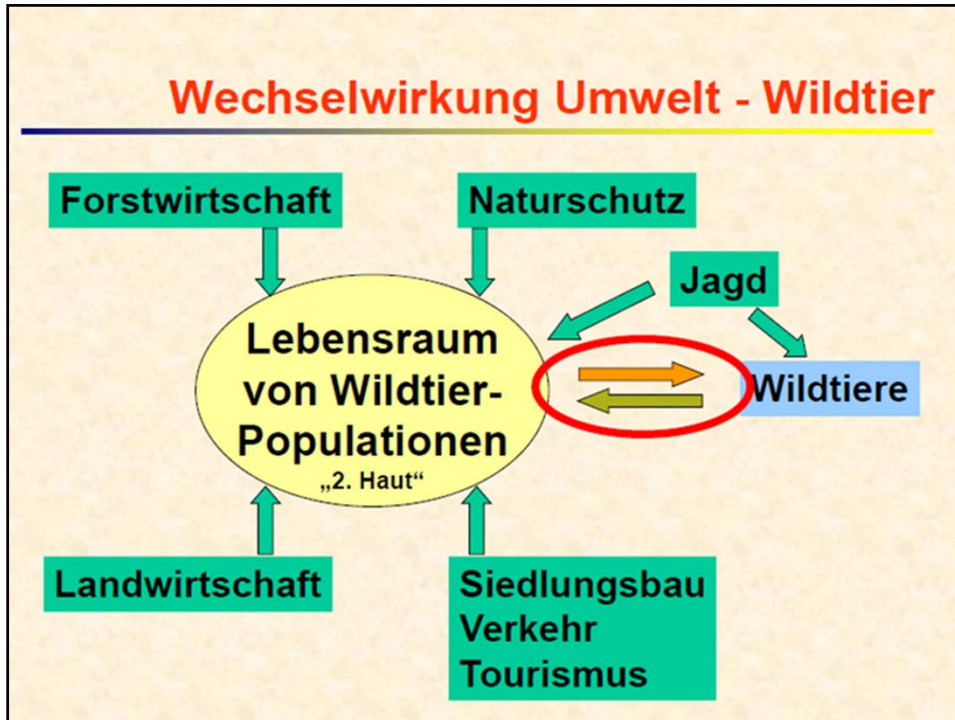 Wechselwirkung Umwelt - Wildtier
Forstwirtschaft
Naturschutz
Jagd
Lebensraum
von Wildtier-
Populationen
„2. Haut“
Wildtiere
Landwirtschaft
Siedlungsbau
Verkehr
Tourismus